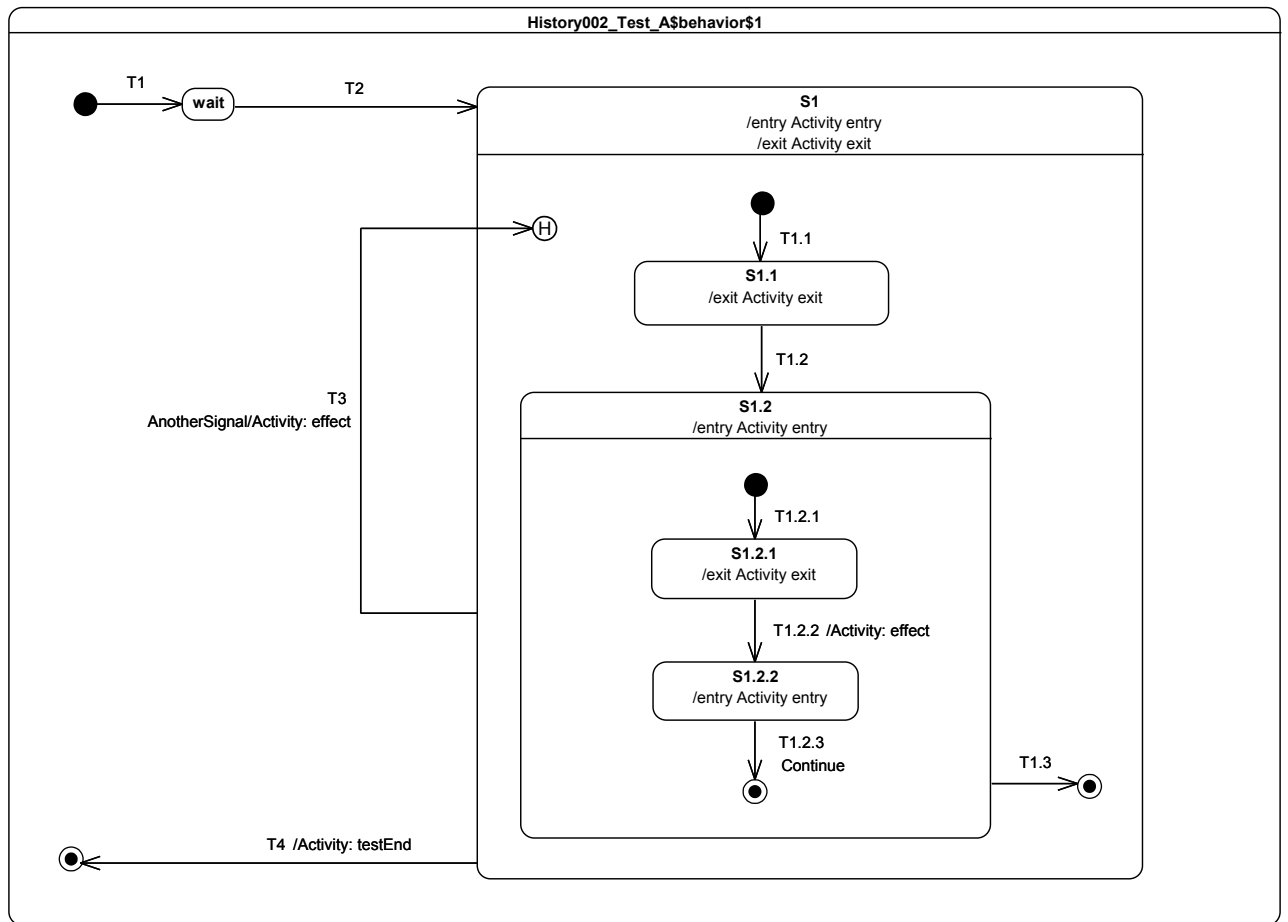 History002_Test_A$behavior$1
T1
wait
T2
S1
/entry Activity entry
/exit Activity exit
H
T1.1
S1.1
/exit Activity exit
T1.2
T3
AnotherSignal/Activity: effect
S1.2
/entry Activity entry
T1.2.1
S1.2.1
/exit Activity exit
T1.2.2 /Activity: effect
S1.2.2
/entry Activity entry
T1.2.3
Continue
T1.3
T4 /Activity: testEnd